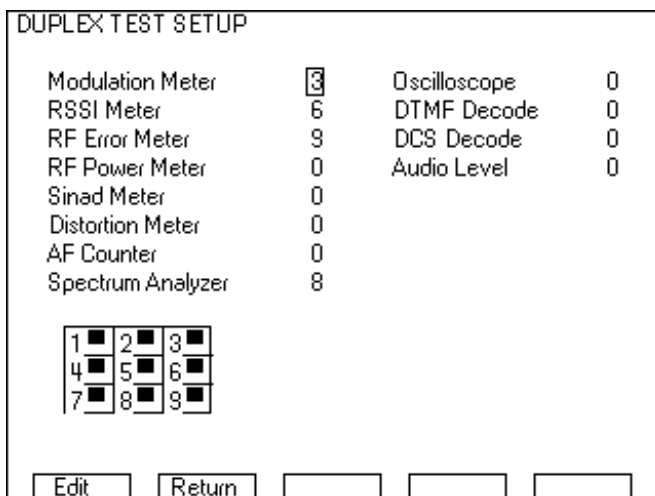 DUPLEX TEST SETUP
Modulation Meter 3 Oscilloscope 0
RSSI Meter 6 DTMF Decode 0
RF Error Meter 9 DCS Decode 0
RF Power Meter 0 Audio Level 0
Sinad Meter 0
Distortion Meter 0
AF Counter 0
Spectrum Analyzer 8
1 2 3
4 5 6
7 8 9
Edit Return